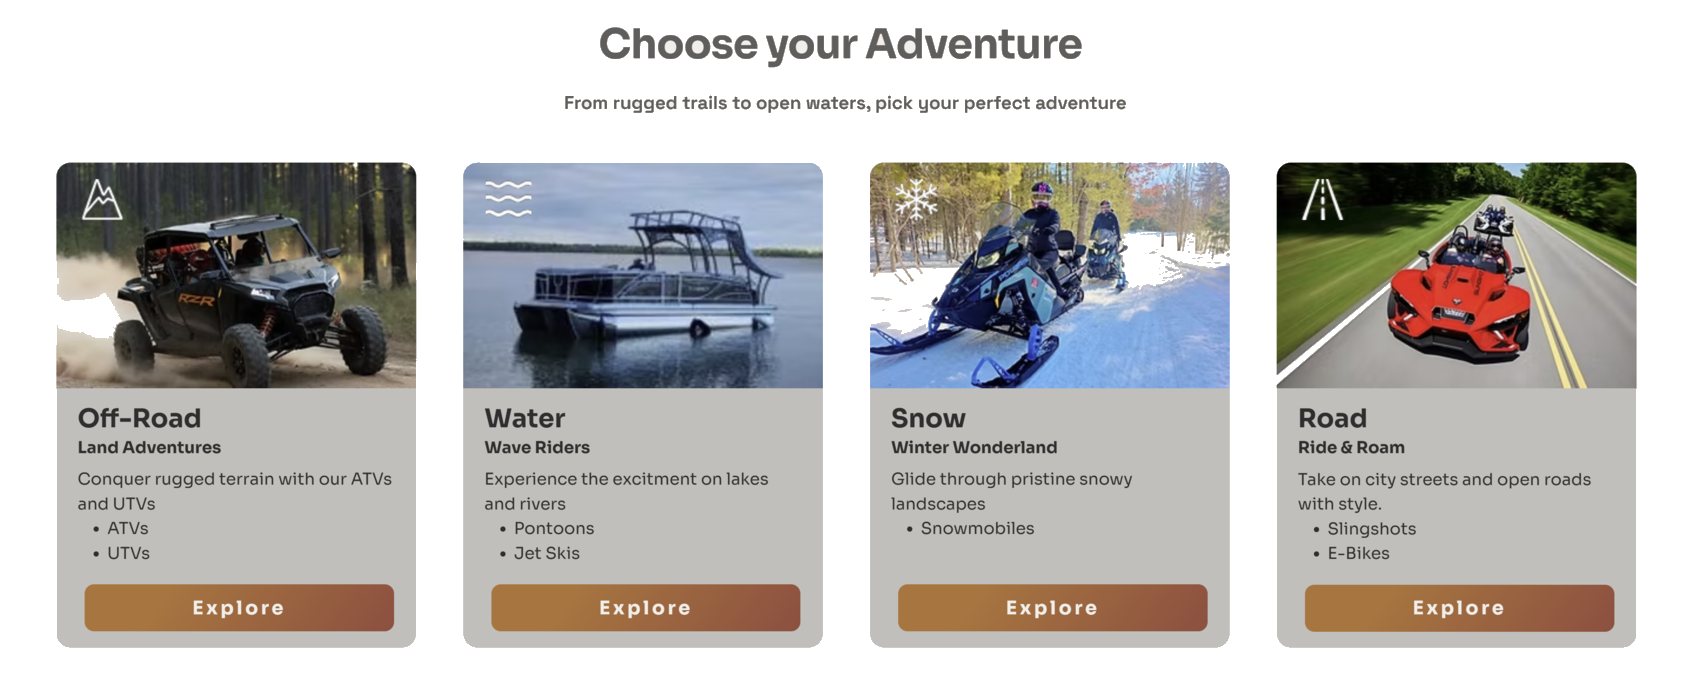 Choose your Adventure
From rugged trails to open waters, pick your perfect adventure
RZR
Off-Road
Land Adventures
Conquer rugged terrain with our ATVs
and UTVs
• ATVs
• UTVs
Explore
Water
Wave Riders
Experience the excitment on lakes
and rivers
• Pontoons
• Jet Skis
Explore
Snow
Winter Wonderland
Glide through pristine snowy
landscapes
• Snowmobiles
Explore
Road
Ride & Roam
Take on city streets and open roads
with style.
• Slingshots
• E-Bikes
Explore